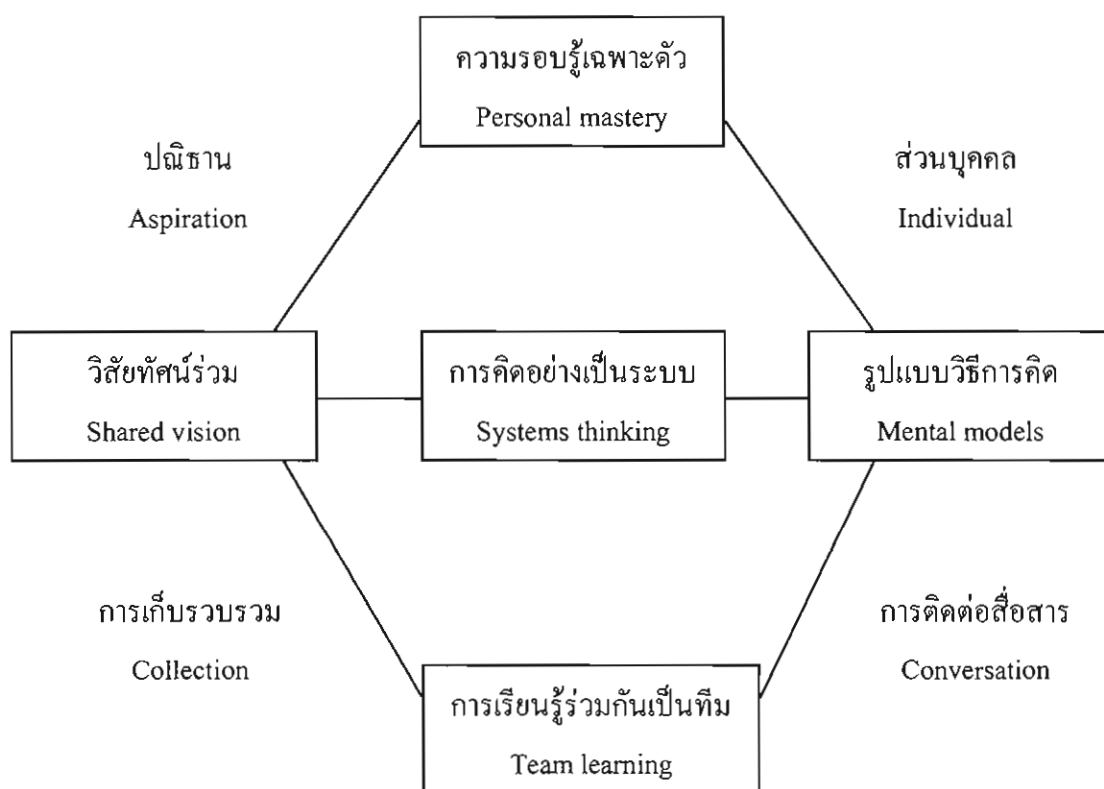 ความรอบรู้เฉพาะตัว
Personal mastery
ปณิธาน
Aspiration
ส่วนบุคคล
Individual
วิสัยทัศน์ร่วม
Shared vision
การคิดอย่างเป็นระบบ
Systems thinking
รูปแบบวิธีการคิด
Mental models
การเก็บรวบรวม
Collection
การติดต่อสื่อสาร
Conversation
การเรียนรู้ร่วมกันเป็นทีม
Team learning